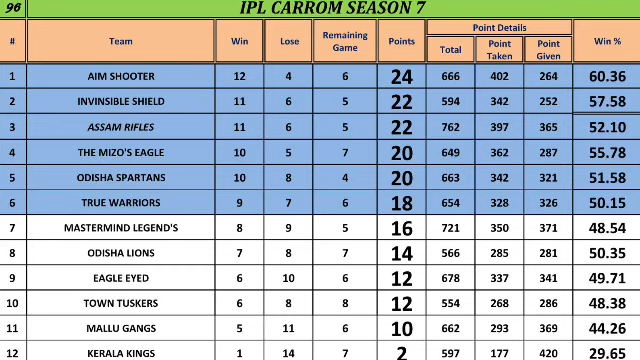 96 IPL CARROM SEASON 7
# Team Win Lose Remaining Game Points Point Details Win %
Total Point Taken Point Given
1 AIM SHOOTER 12 4 6 24 666 402 264 60.36
2 INVINSIBLE SHIELD 11 6 5 22 594 342 252 57.58
3 ASSAM RIFLES 11 6 5 22 762 397 365 52.10
4 THE MIZO'S EAGLE 10 5 7 20 649 362 287 55.78
5 ODISHA SPARTANS 10 8 4 20 663 342 321 51.58
6 TRUE WARRIORS 9 7 6 18 654 328 326 50.15
7 MASTERMIND LEGEND'S 8 9 5 16 721 350 371 48.54
8 ODISHA LIONS 7 8 7 14 566 285 281 50.35
9 EAGLE EYED 6 10 6 12 678 337 341 49.71
10 TOWN TUSKERS 6 8 8 12 554 268 286 48.38
11 MALLU GANGS 5 11 6 10 662 293 369 44.26
12 KERALA KINGS 1 14 7 2 597 177 420 29.65